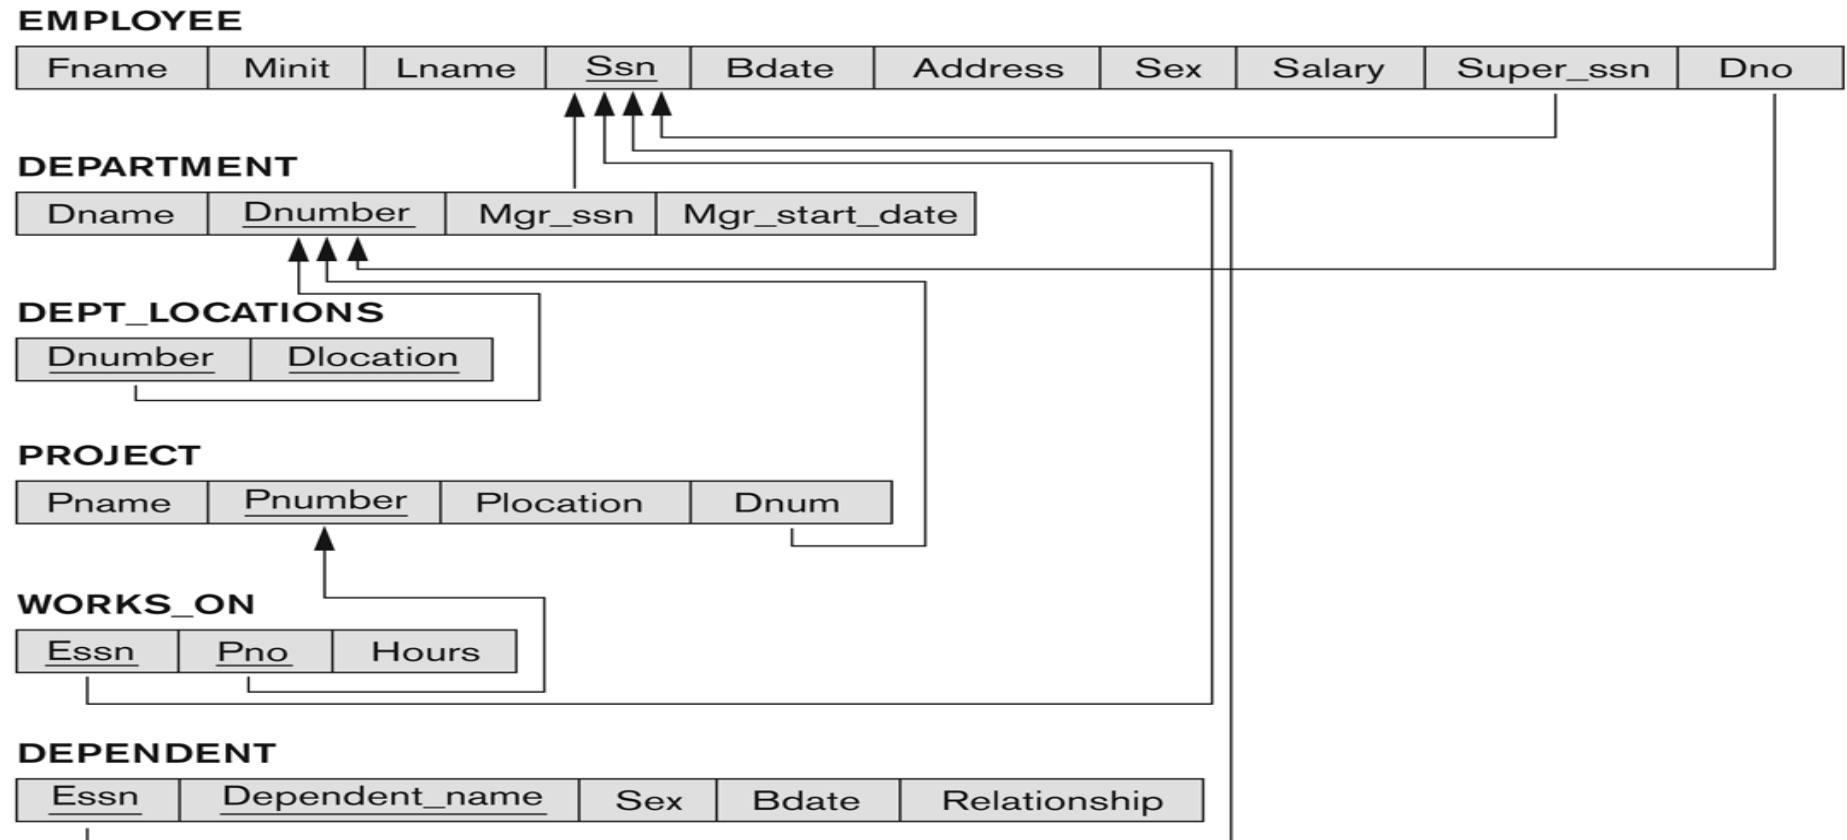 EMPLOYEE
Fname Minit Lname Ssn Bdate Address Sex Salary Super_ssn Dno
DEPARTMENT
Dname Dnumber Mgr_ssn Mgr_start_date
DEPT_LOCATIONS
Dnumber Dlocation
PROJECT
Pname Pnumber Plocation Dnum
WORKS_ON
Essn Pno Hours
DEPENDENT
Essn Dependent_name Sex Bdate Relationship